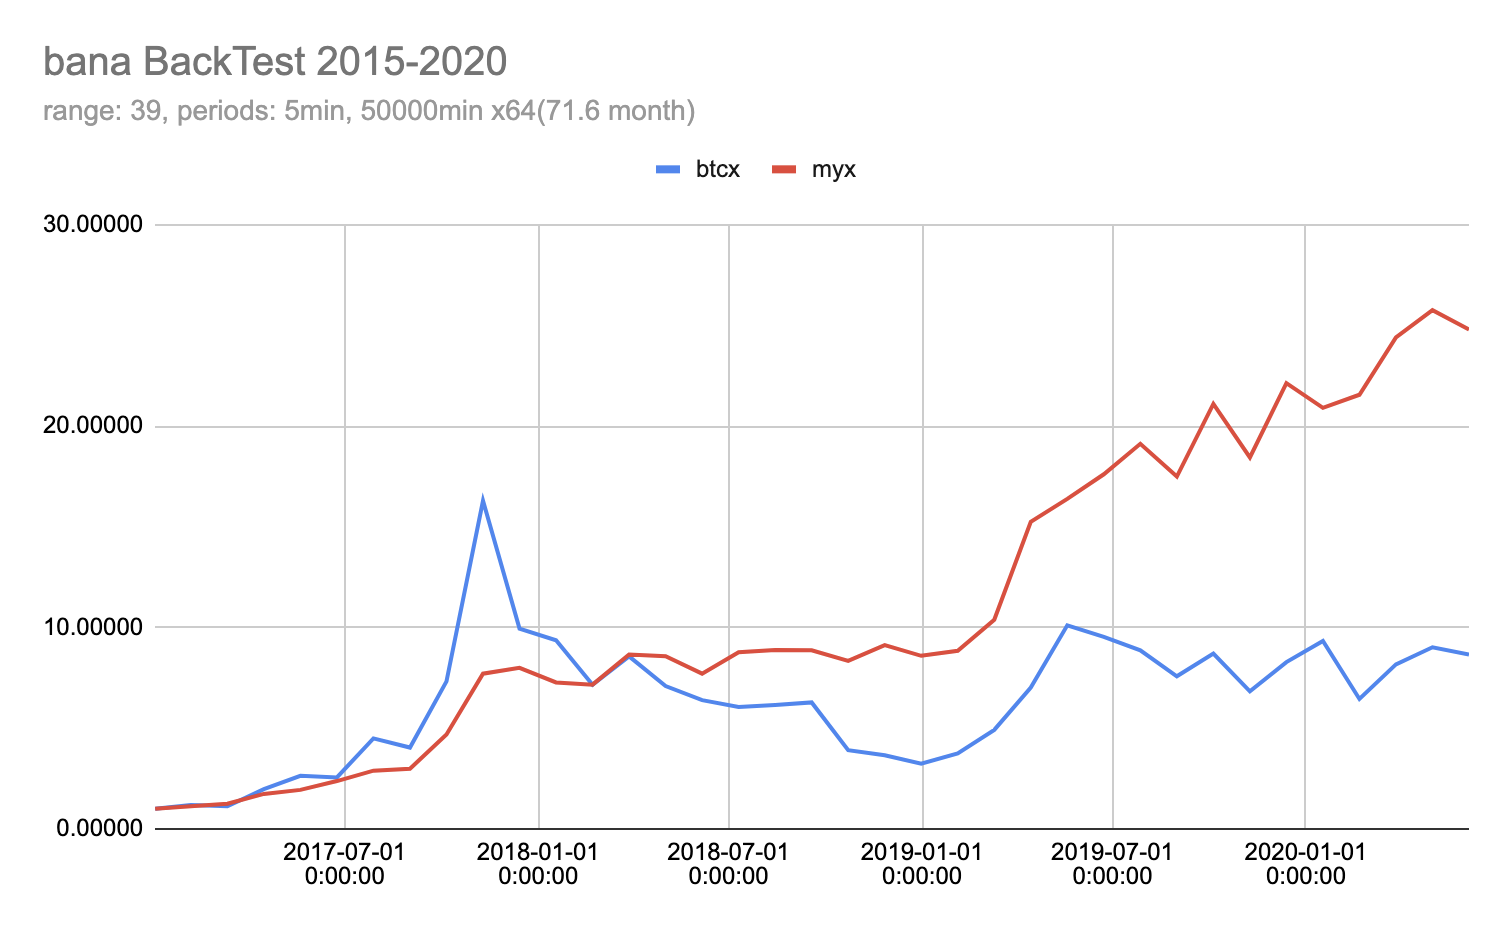 bana BackTest 2015-2020
range: 39, periods: 5min, 50000min x64(71.6 month)
btcx myx
30.00000
20.00000
10.00000
0.00000
2017-07-01 2018-01-01 2018-07-01 2019-01-01 2019-07-01 2020-01-01
0:00:00 0:00:00 0:00:00 0:00:00 0:00:00 0:00:00